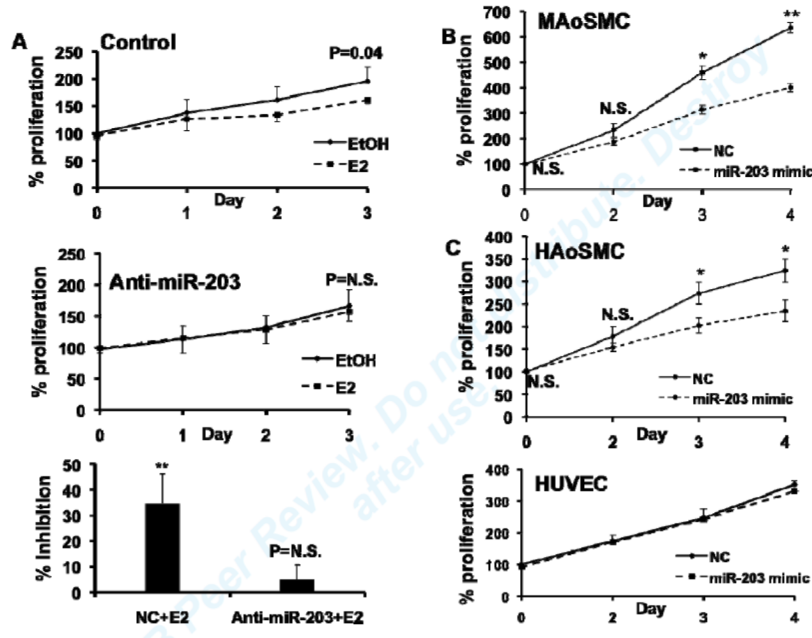 A
Control
% proliferation
250
200
150
100
50
0
P=0.04
EtOH
E2
0
1
2
3
Day
Anti-miR-203
% proliferation
250
200
150
100
50
0
P=N.S.
EtOH
E2
0
1
2
3
Day
% Inhibition
50
40
30
20
10
0
**
P=N.S.
NC+E2
Anti-miR-203+E2
B
MAoSMC
% proliferation
700
600
500
400
300
200
100
0
N.S.
N.S.
*
**
NC
miR-203 mimic
0
2
3
4
Day
C
HAoSMC
% proliferation
400
350
300
250
200
150
100
50
0
N.S.
N.S.
*
*
NC
miR-203 mimic
0
2
3
4
Day
HUVEC
% proliferation
400
300
200
100
0
NC
miR-203 mimic
0
2
3
4
Day
Peer Review. Do not distribute. Destroy
after use.